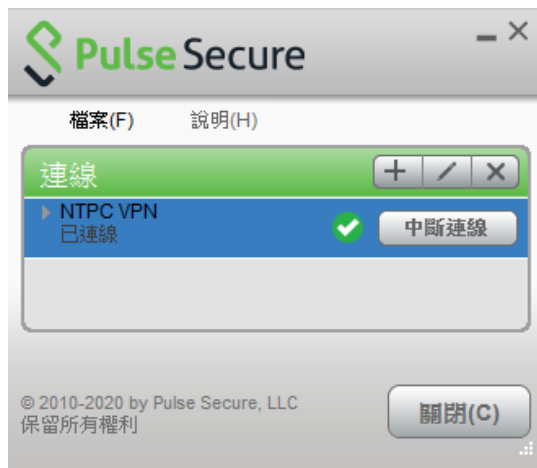 Pulse Secure
檔案(F) 說明(H)
連線
NTPC VPN
已連線
中斷連線
© 2010-2020 by Pulse Secure, LLC
保留所有權利
關閉(C)